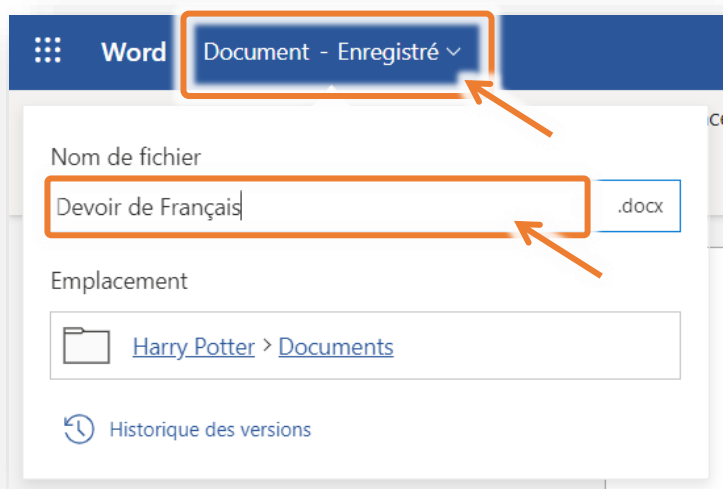 Word Document - Enregistré
Nom de fichier
Devoir de Français .docx
Emplacement
Harry Potter > Documents
Historique des versions